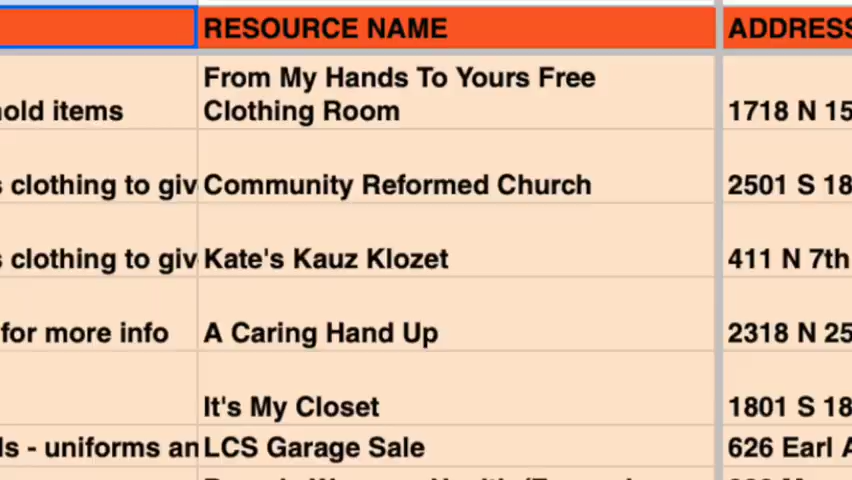 RESOURCE NAME ADDRESS
From My Hands To Yours Free
old items Clothing Room 1718 N 15
s clothing to giv Community Reformed Church 2501 S 18
s clothing to giv Kate's Kauz Klozet 411 N 7th
for more info A Caring Hand Up 2318 N 25
It's My Closet 1801 S 18
ls - uniforms an LCS Garage Sale 626 Earl A